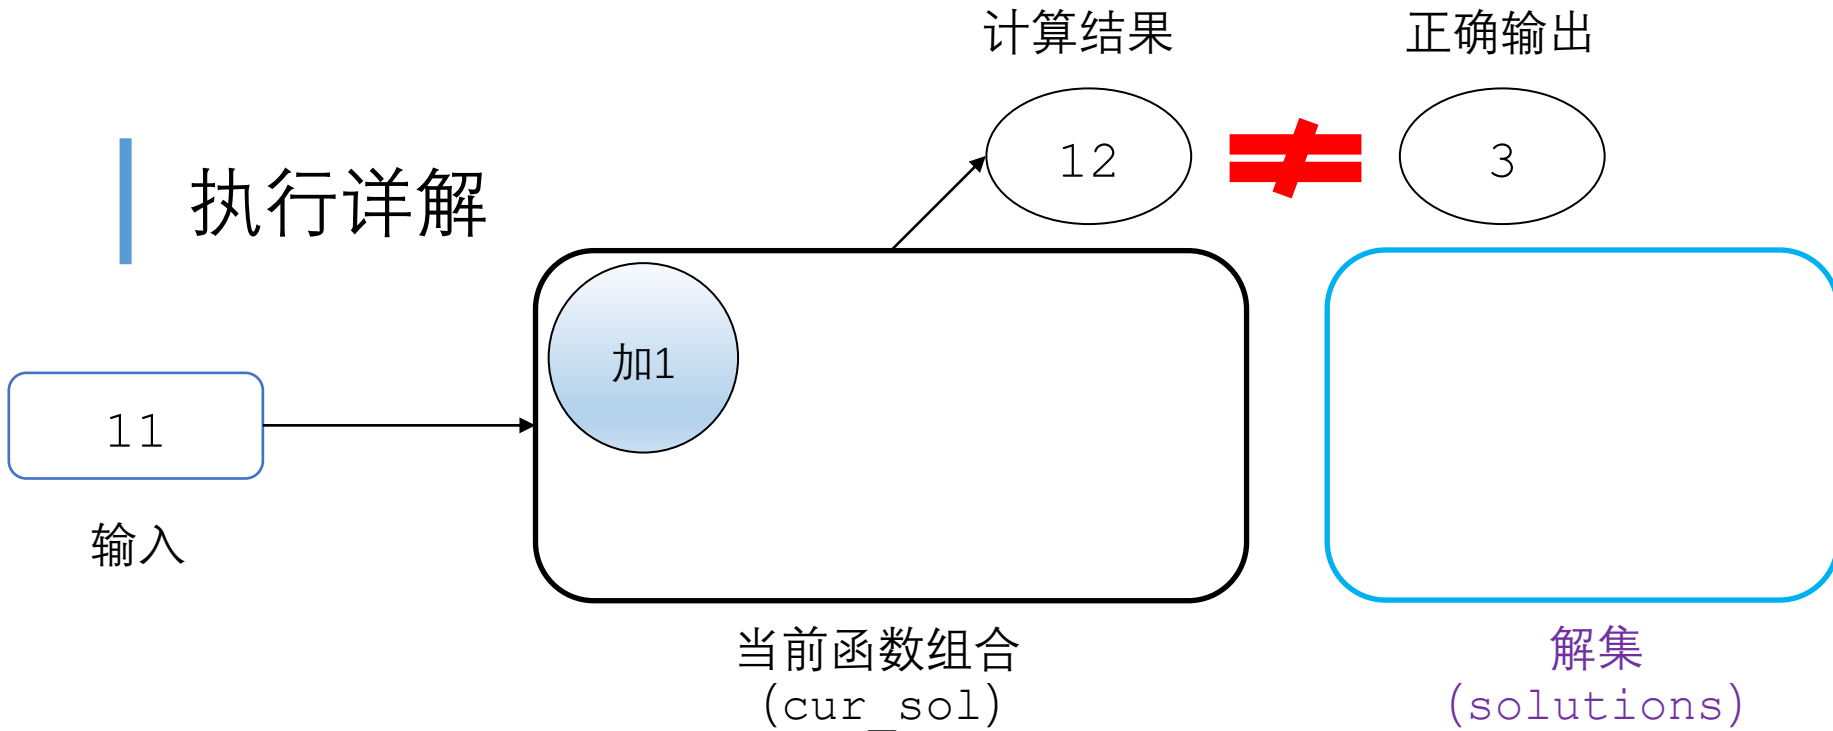 计算结果
正确输出
12
3
执行详解
加1
11
输入
当前函数组合
(cur_sol)
解集
(solutions)